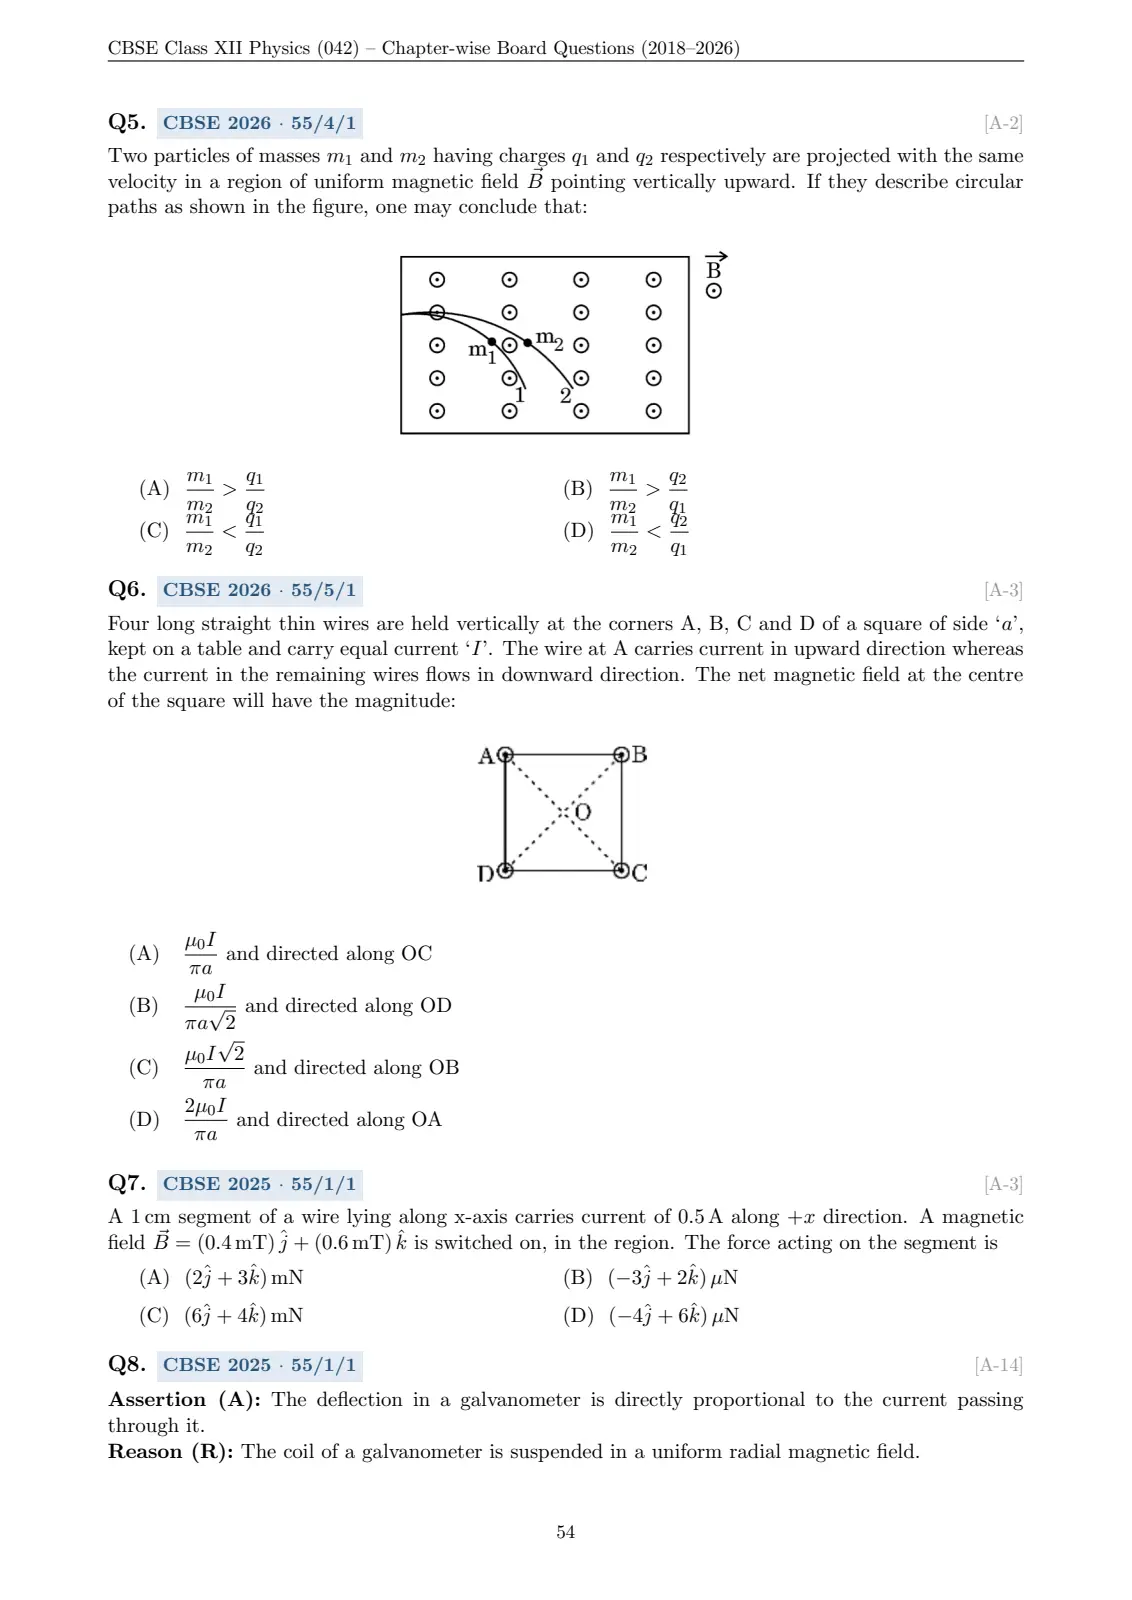 CBSE Class XII Physics (042) – Chapter-wise Board Questions (2018–2026)
Q5. CBSE 2026 · 55/4/1 [A-2]
Two particles of masses m₁ and m₂ having charges q₁ and q₂ respectively are projected with the same
velocity in a region of uniform magnetic field B⃗ pointing vertically upward. If they describe circular
paths as shown in the figure, one may conclude that:
B⃗
m₁ m₂
1 2
(A) m₁/m₂ > q₁/q₂ (B) m₁/m₂ > q₂/q₁
(C) m₁/m₂ < q₁/q₂ (D) m₁/m₂ < q₂/q₁
Q6. CBSE 2026 · 55/5/1 [A-3]
Four long straight thin wires are held vertically at the corners A, B, C and D of a square of side ‘a’,
kept on a table and carry equal current ‘I’. The wire at A carries current in upward direction whereas
the current in the remaining wires flows in downward direction. The net magnetic field at the centre
of the square will have the magnitude:
A B
O
D C
(A) μ₀I/πa and directed along OC
(B) μ₀I/πa√2 and directed along OD
(C) μ₀I√2/πa and directed along OB
(D) 2μ₀I/πa and directed along OA
Q7. CBSE 2025 · 55/1/1 [A-3]
A 1 cm segment of a wire lying along x-axis carries current of 0.5 A along +x direction. A magnetic
field B⃗ = (0.4 mT) ĵ + (0.6 mT) k̂ is switched on, in the region. The force acting on the segment is
(A) (2ĵ + 3k̂) mN (B) (−3ĵ + 2k̂) μN
(C) (6ĵ + 4k̂) mN (D) (−4ĵ + 6k̂) μN
Q8. CBSE 2025 · 55/1/1 [A-14]
Assertion (A): The deflection in a galvanometer is directly proportional to the current passing
through it.
Reason (R): The coil of a galvanometer is suspended in a uniform radial magnetic field.
54